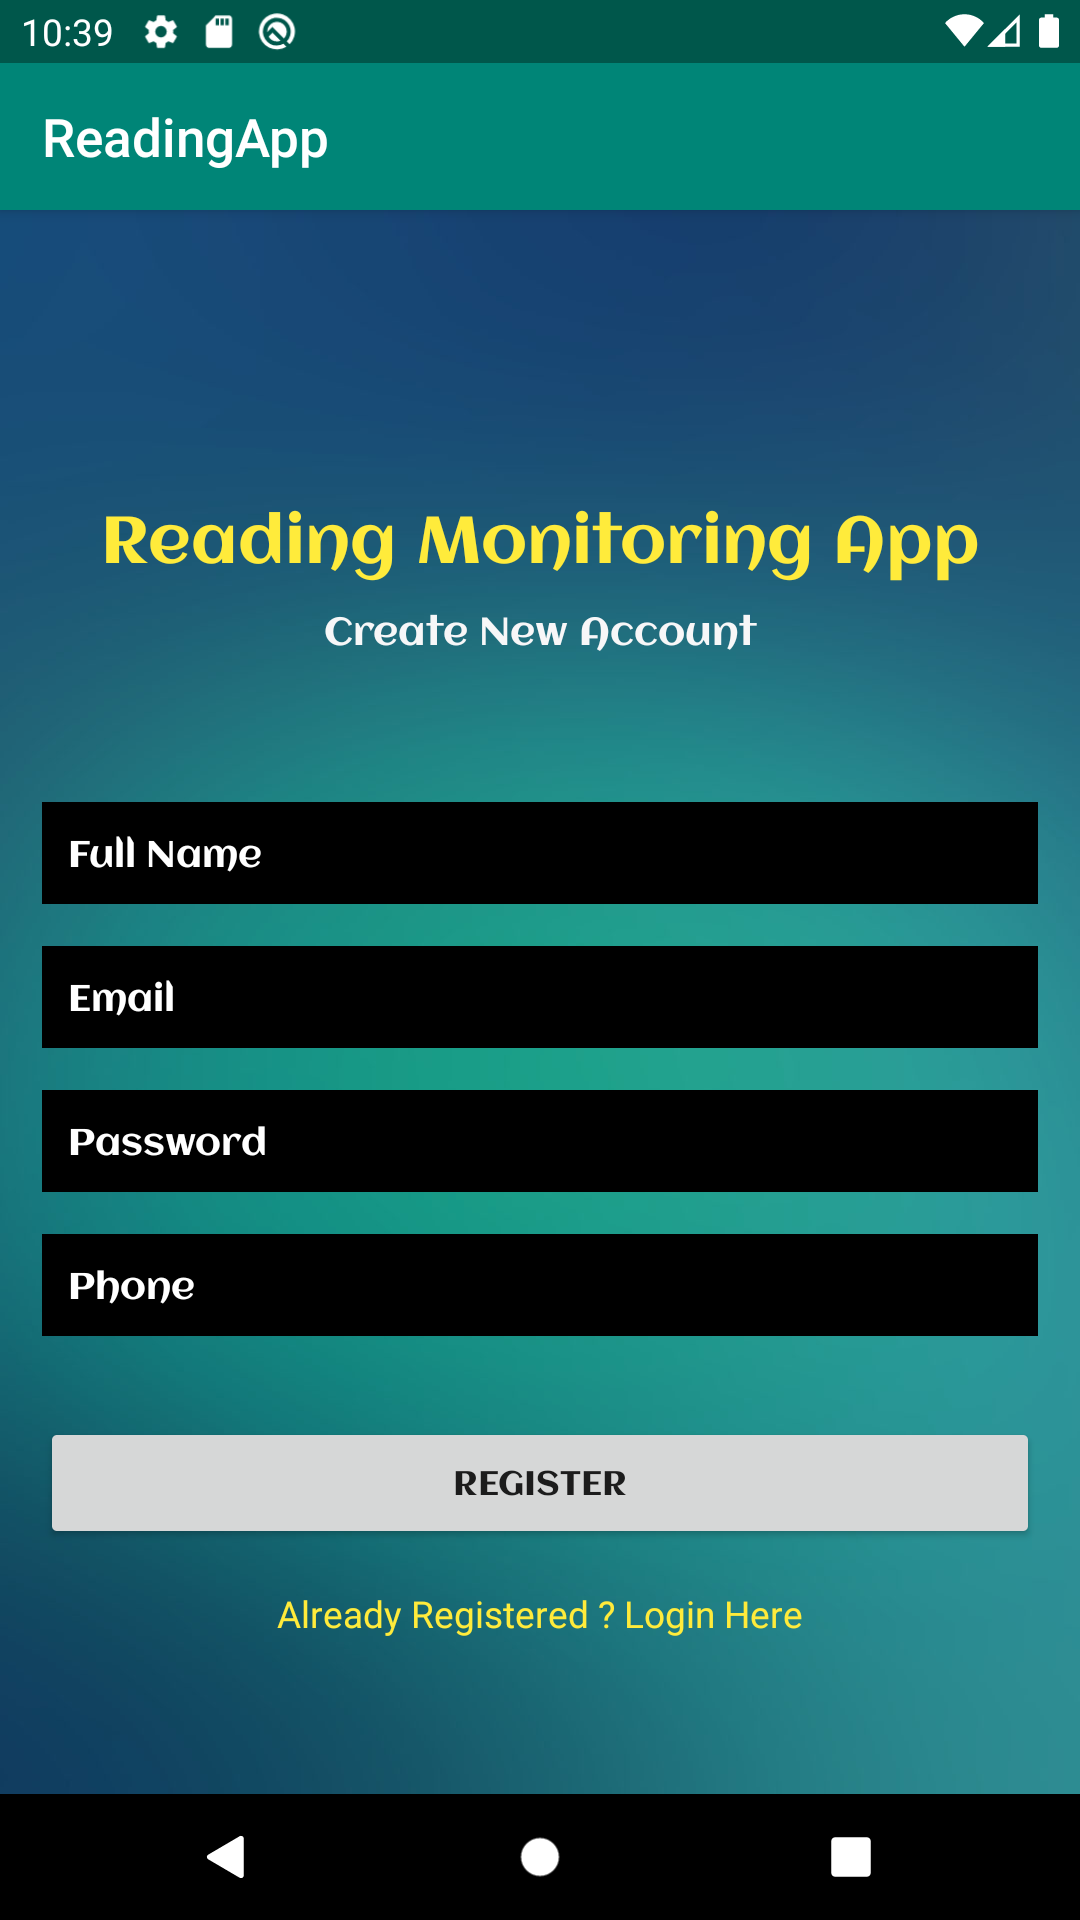 10:39
ReadingApp
Reading Monitoring App
Create New Account
Full Name
Email
Password
Phone
REGISTER
Already Registered ? Login Here